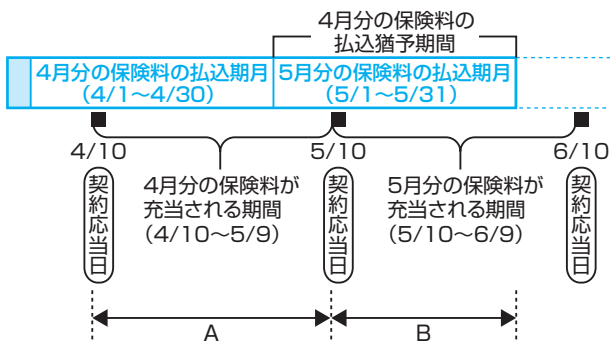 4月分の保険料の
払込猶予期間
4月分の保険料の払込期月
(4/1〜4/30)
5月分の保険料の払込期月
(5/1〜5/31)
4/10
5/10
6/10
4月分の保険料が
充当される期間
(4/10〜5/9)
5月分の保険料が
充当される期間
(5/10〜6/9)
契約応当日
契約応当日
契約応当日
A
B